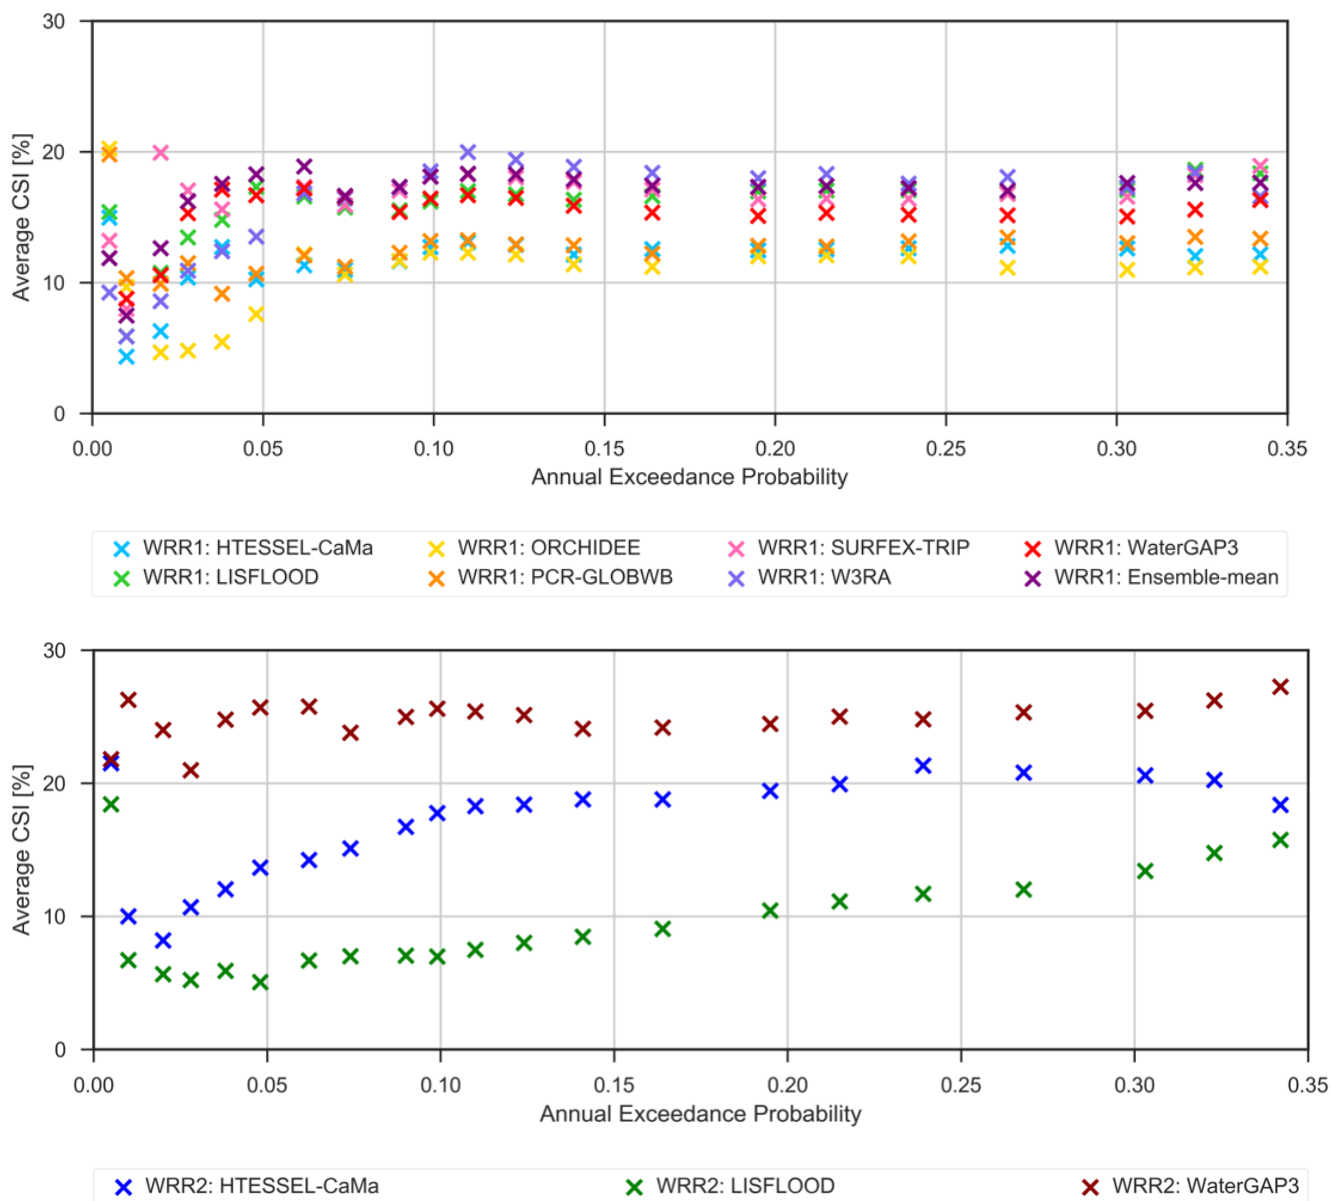 30
20
10
0
Average CSI [%]
0.00 0.05 0.10 0.15 0.20 0.25 0.30 0.35
Annual Exceedance Probability
WRR1: HTESSEL-CaMa WRR1: ORCHIDEE WRR1: SURFEX-TRIP WRR1: WaterGAP3
WRR1: LISFLOOD WRR1: PCR-GLOBWB WRR1: W3RA WRR1: Ensemble-mean
30
20
10
0
Average CSI [%]
0.00 0.05 0.10 0.15 0.20 0.25 0.30 0.35
Annual Exceedance Probability
WRR2: HTESSEL-CaMa WRR2: LISFLOOD WRR2: WaterGAP3